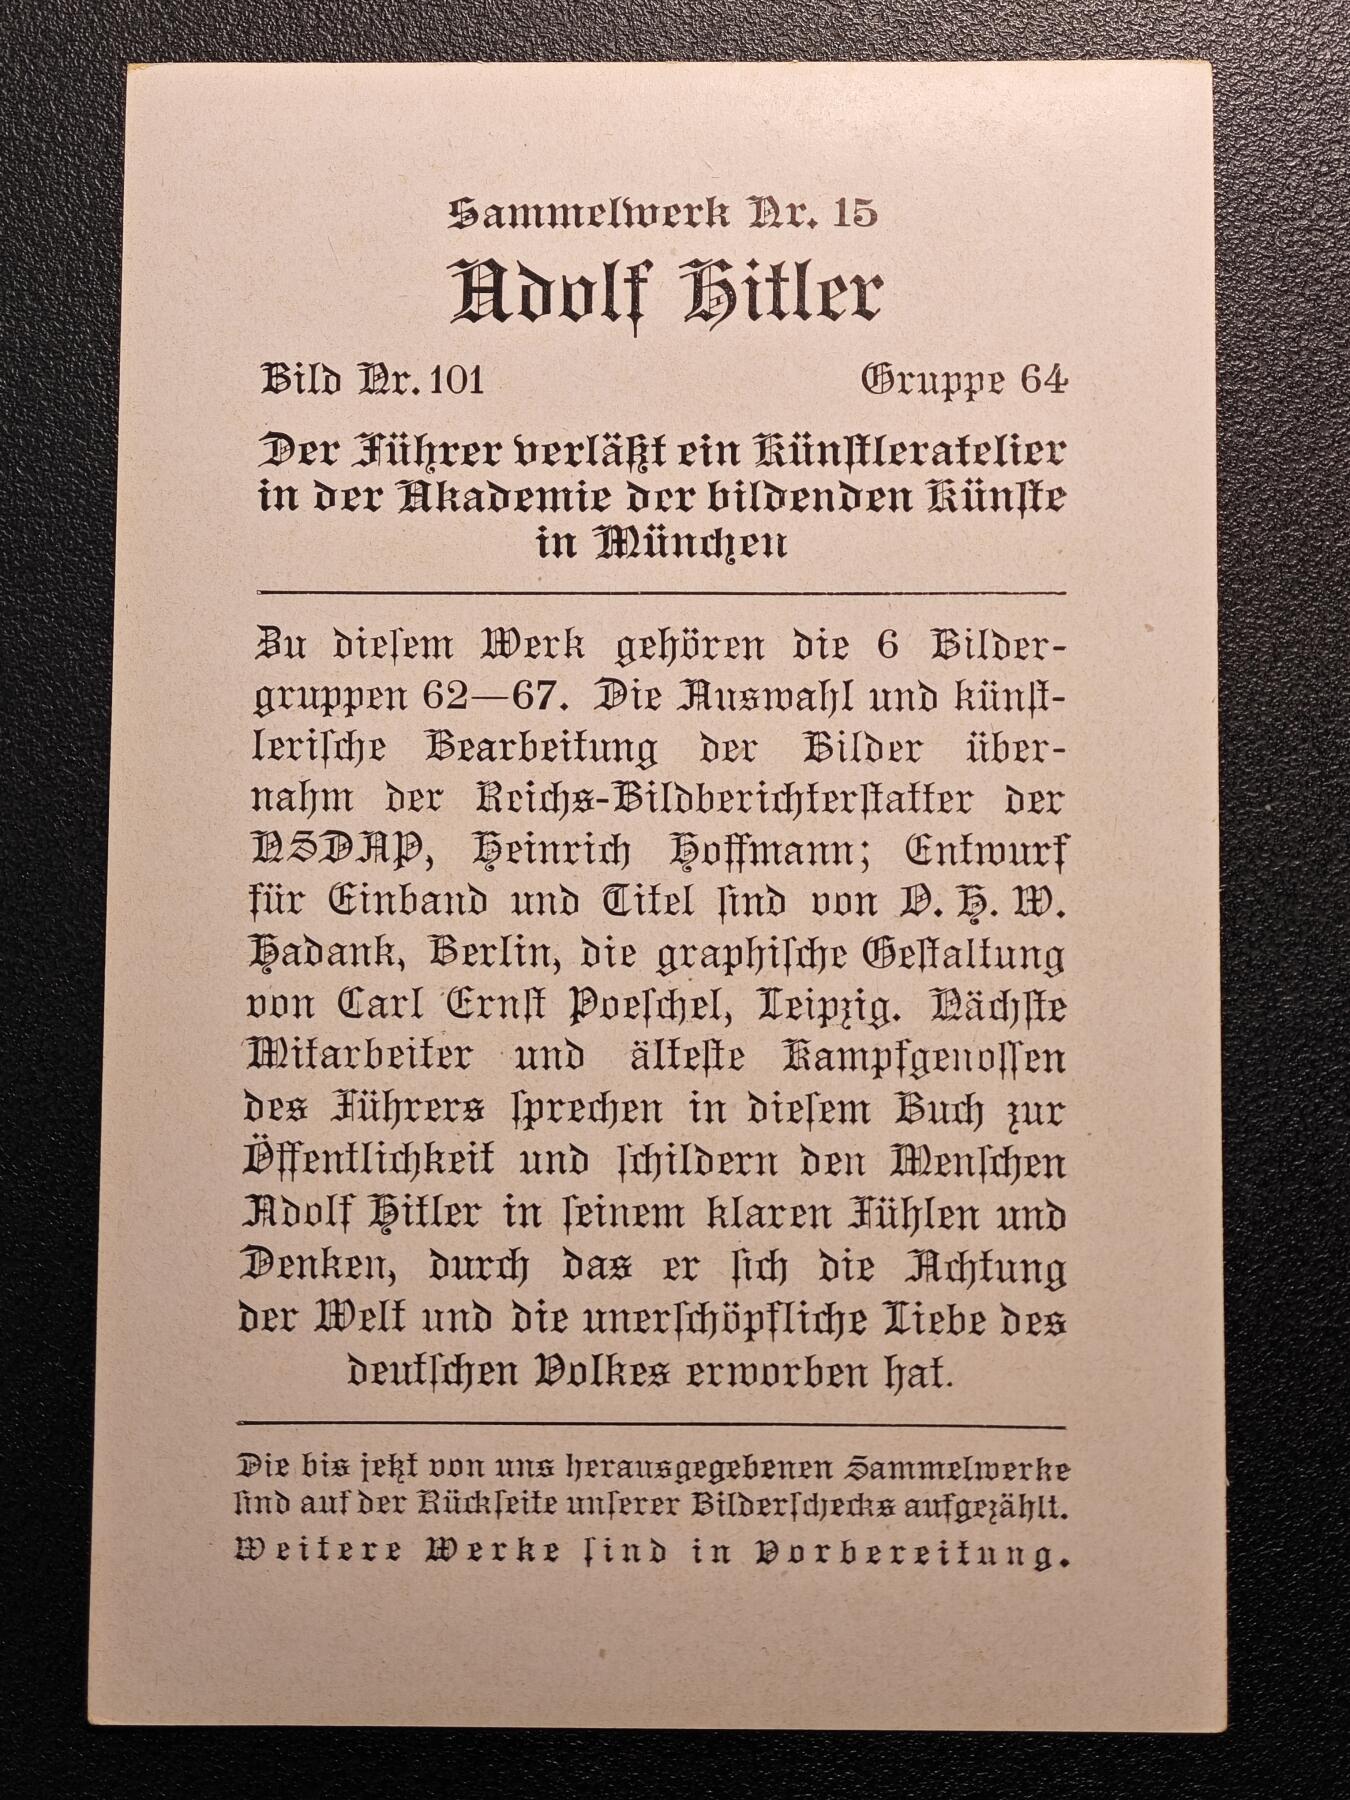 Sammelwerk Nr. 15
Adolf Hitler
Bild Nr. 101 Gruppe 64
Der Führer verläßt ein Künstleratelier
in der Akademie der bildenden Künste
in München
Zu diesem Werk gehören die 6 Bilder-
gruppen 62—67. Die Auswahl und künst-
lerische Bearbeitung der Bilder über-
nahm der Reichs-Bildberichterstatter der
NSDAP, Heinrich Hoffmann; Entwurf
für Einband und Titel sind von O. H. W.
Hadank, Berlin, die graphische Gestaltung
von Carl Ernst Poeschel, Leipzig. Nächste
Mitarbeiter und älteste Kampfgenossen
des Führers sprechen in diesem Buch zur
Öffentlichkeit und schildern den Menschen
Adolf Hitler in seinem klaren Fühlen und
Denken, durch das er sich die Achtung
der Welt und die unerschöpfliche Liebe des
deutschen Volkes erworben hat.
Die bis jetzt von uns herausgegebenen Sammelwerke
sind auf der Rückseite unserer Bilderschecks aufgezählt.
Weitere Werke sind in Vorbereitung.